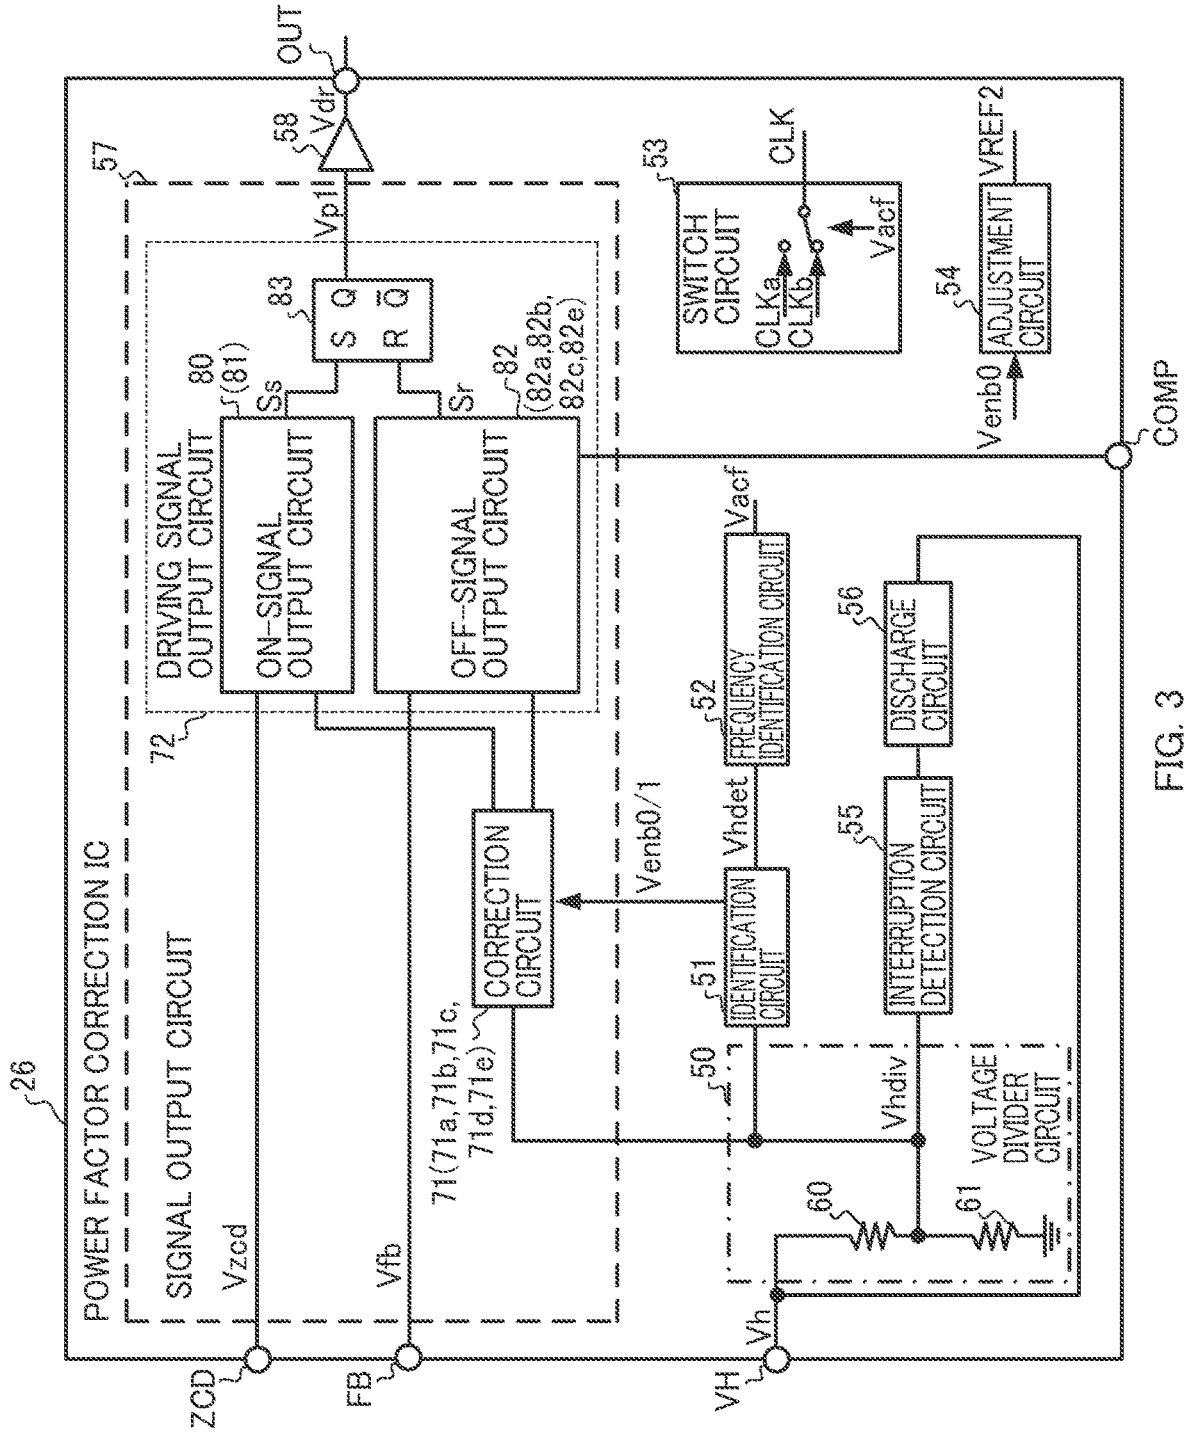 26
POWER FACTOR CORRECTION IC
57
SIGNAL OUTPUT CIRCUIT
72
DRIVING SIGNAL
OUTPUT CIRCUIT
80
(81)
ZCD
Vzcd
ON-SIGNAL
OUTPUT CIRCUIT
Ss
83
S Q
R Q̅
Vp1
58
Vdr
OUT
FB
Vfb
OFF-SIGNAL
OUTPUT CIRCUIT
Sr
82
(82a,82b,
82c,82e)
71(71a,71b,71c,
71d,71e)
CORRECTION
CIRCUIT
Venb0/1
VH
Vh
50
60
61
Vhdiv
VOLTAGE
DIVIDER
CIRCUIT
51
IDENTIFICATION
CIRCUIT
Vhdet
52
FREQUENCY
IDENTIFICATION CIRCUIT
Vacf
55
INTERRUPTION
DETECTION CIRCUIT
56
DISCHARGE
CIRCUIT
53
SWITCH
CIRCUIT
CLKa
CLKb
CLK
Vacf
54
Venb0
ADJUSTMENT
CIRCUIT
VREF2
COMP
FIG. 3